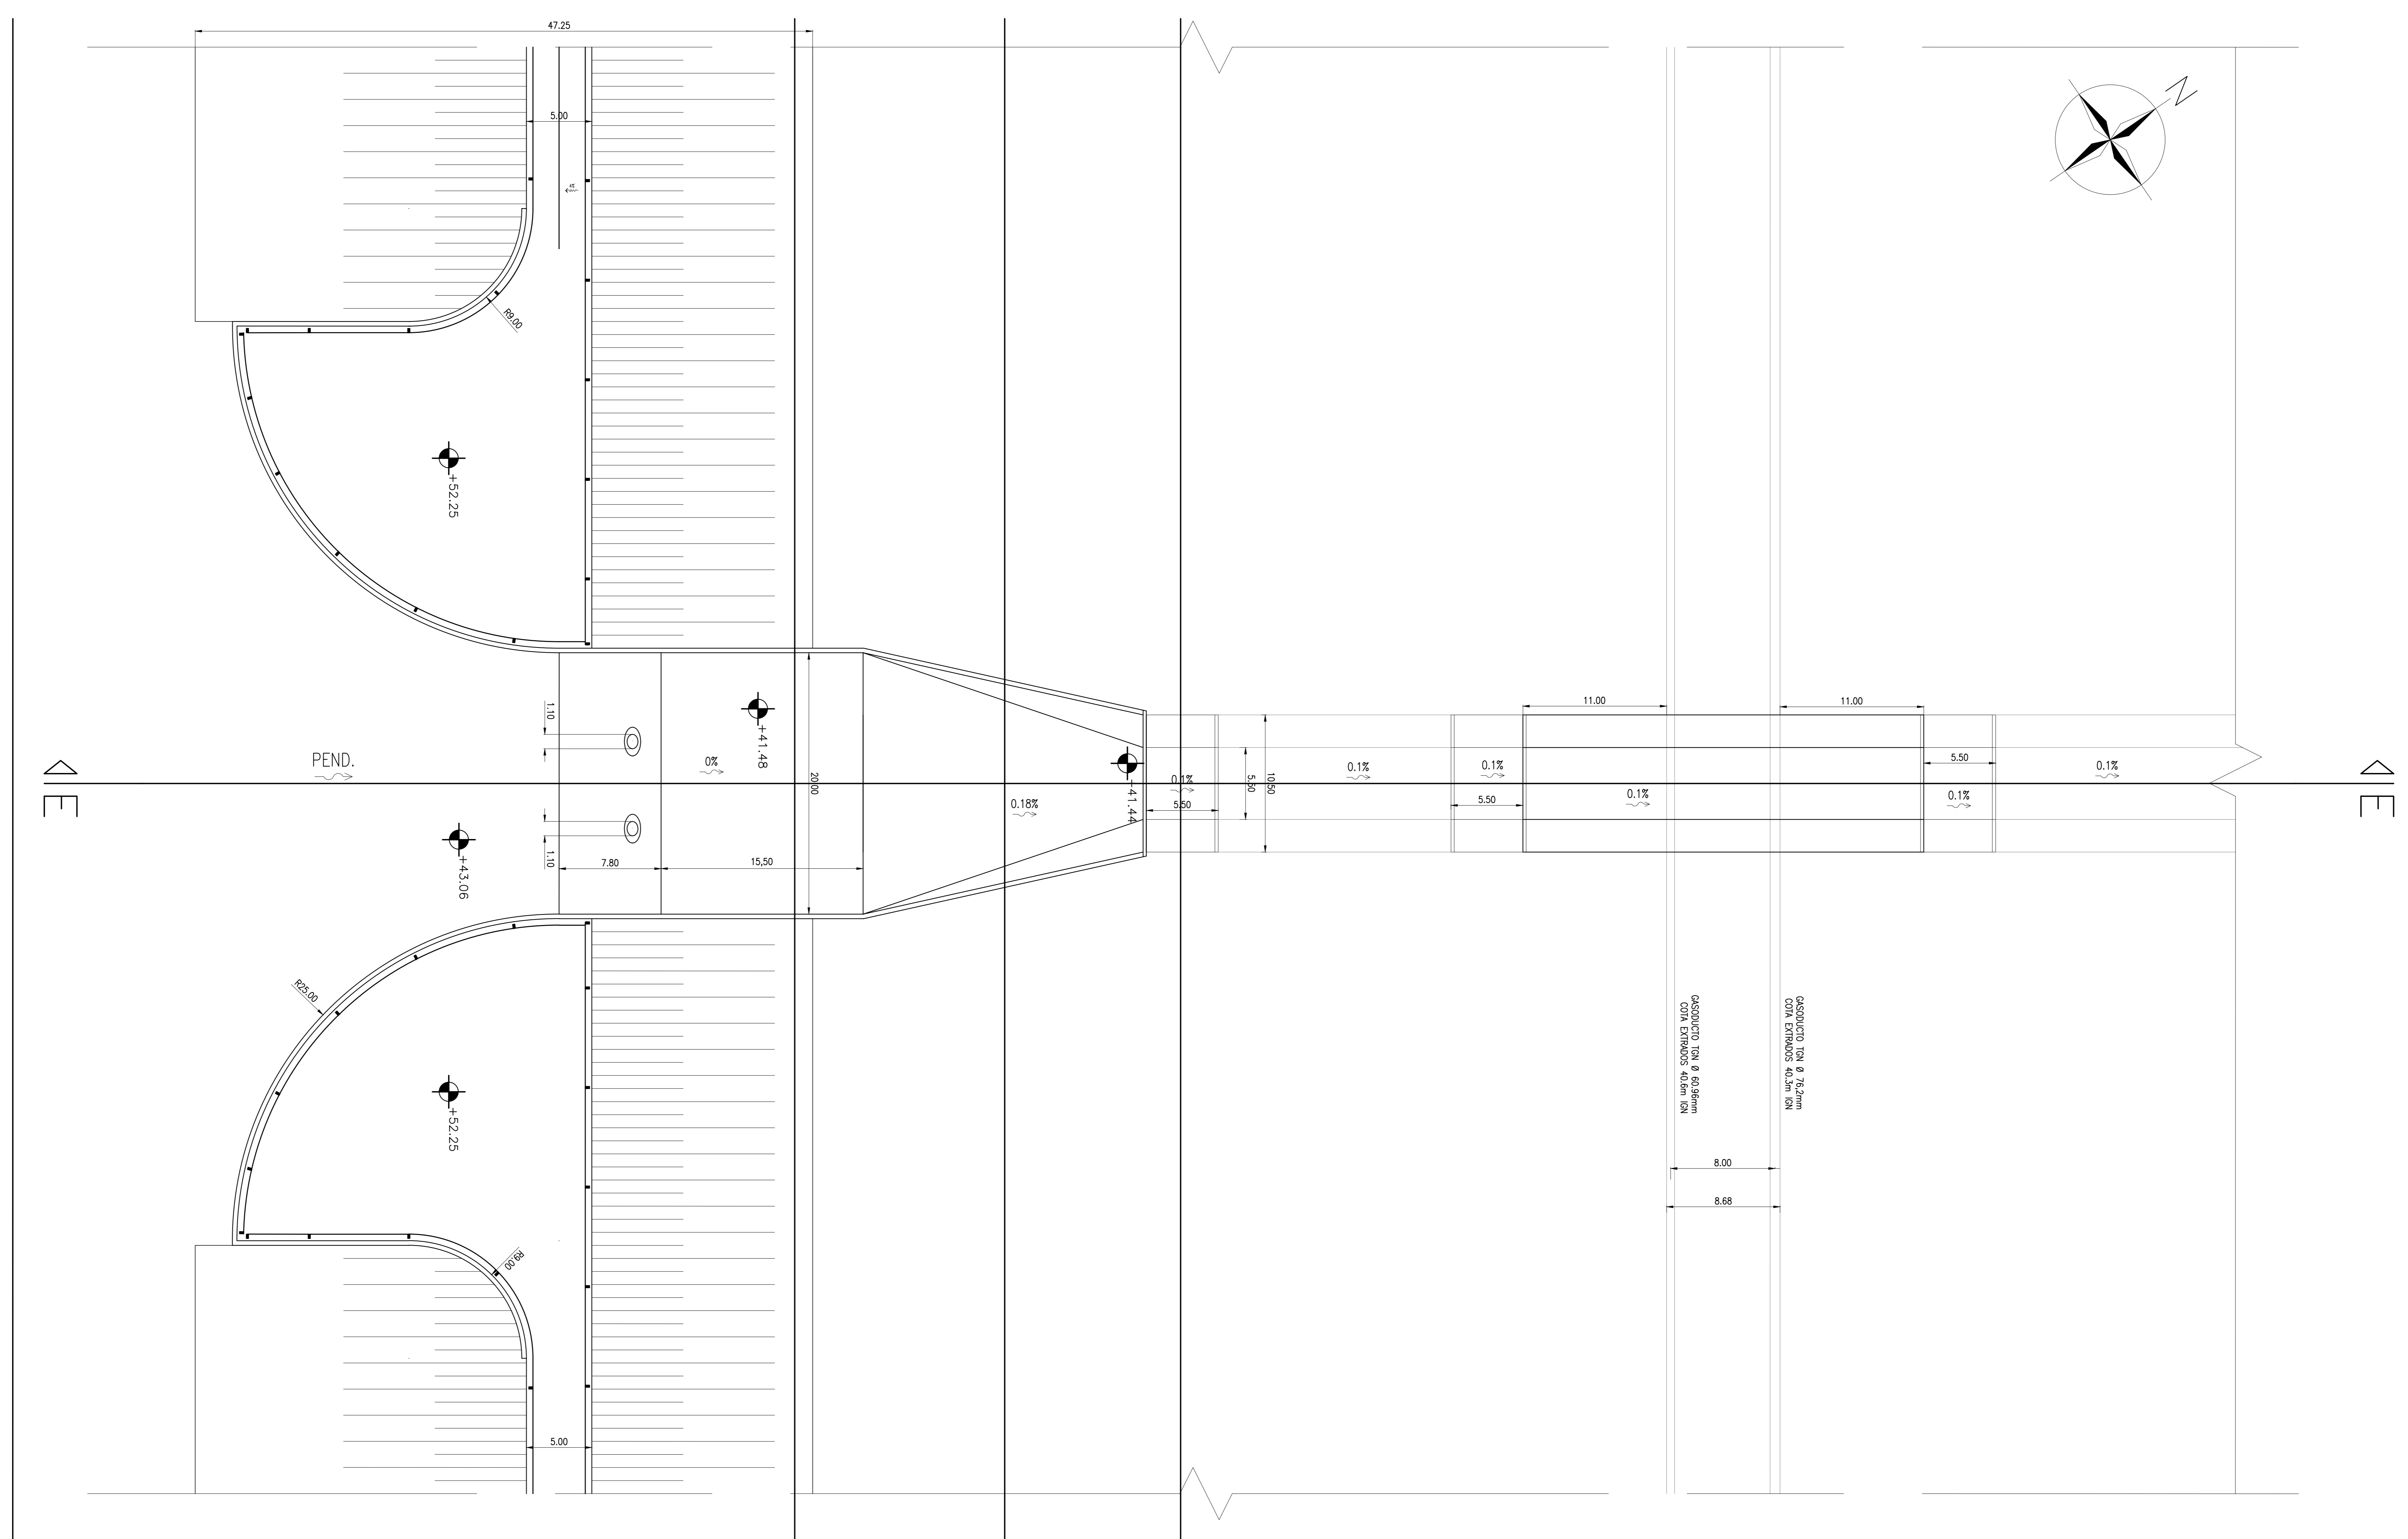 47.25
N
5.00
R9.00
+52.25
11.00
11.00
1.10
+41.48
PEND.
0%
20.00
0.18%
-41.44
0.1%
5.50
5.50
10.50
0.1%
0.1%
5.50
0.1%
5.50
0.1%
0.1%
E
E
+43.06
1.10
7.80
15,50
R25.00
GASODUCTO TGN Ø 60.96mm
COTA EXTRADOS 40.6m IGN
GASODUCTO TGN Ø 76,2mm
COTA EXTRADOS 40.3m IGN
+52.25
8.00
8.68
R9.00
5.00